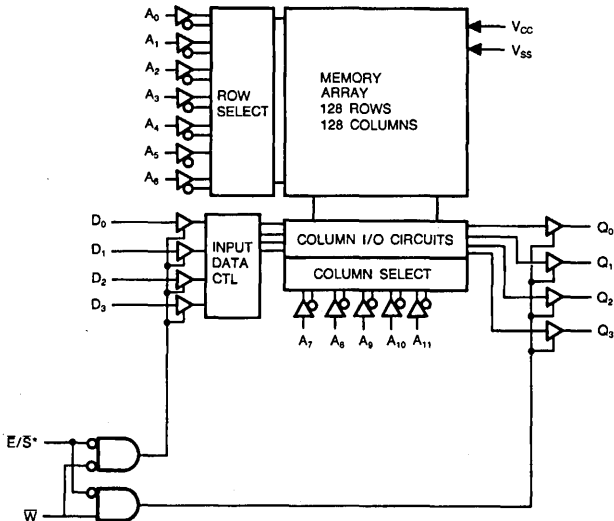 A0
A1
A2
A3
A4
A5
A6
ROW
SELECT
MEMORY
ARRAY
128 ROWS
128 COLUMNS
VCC
VSS
D0
D1
D2
D3
INPUT
DATA
CTL
COLUMN I/O CIRCUITS
COLUMN SELECT
A7
A8
A9
A10
A11
Q0
Q1
Q2
Q3
E̅/S̅*
W̅